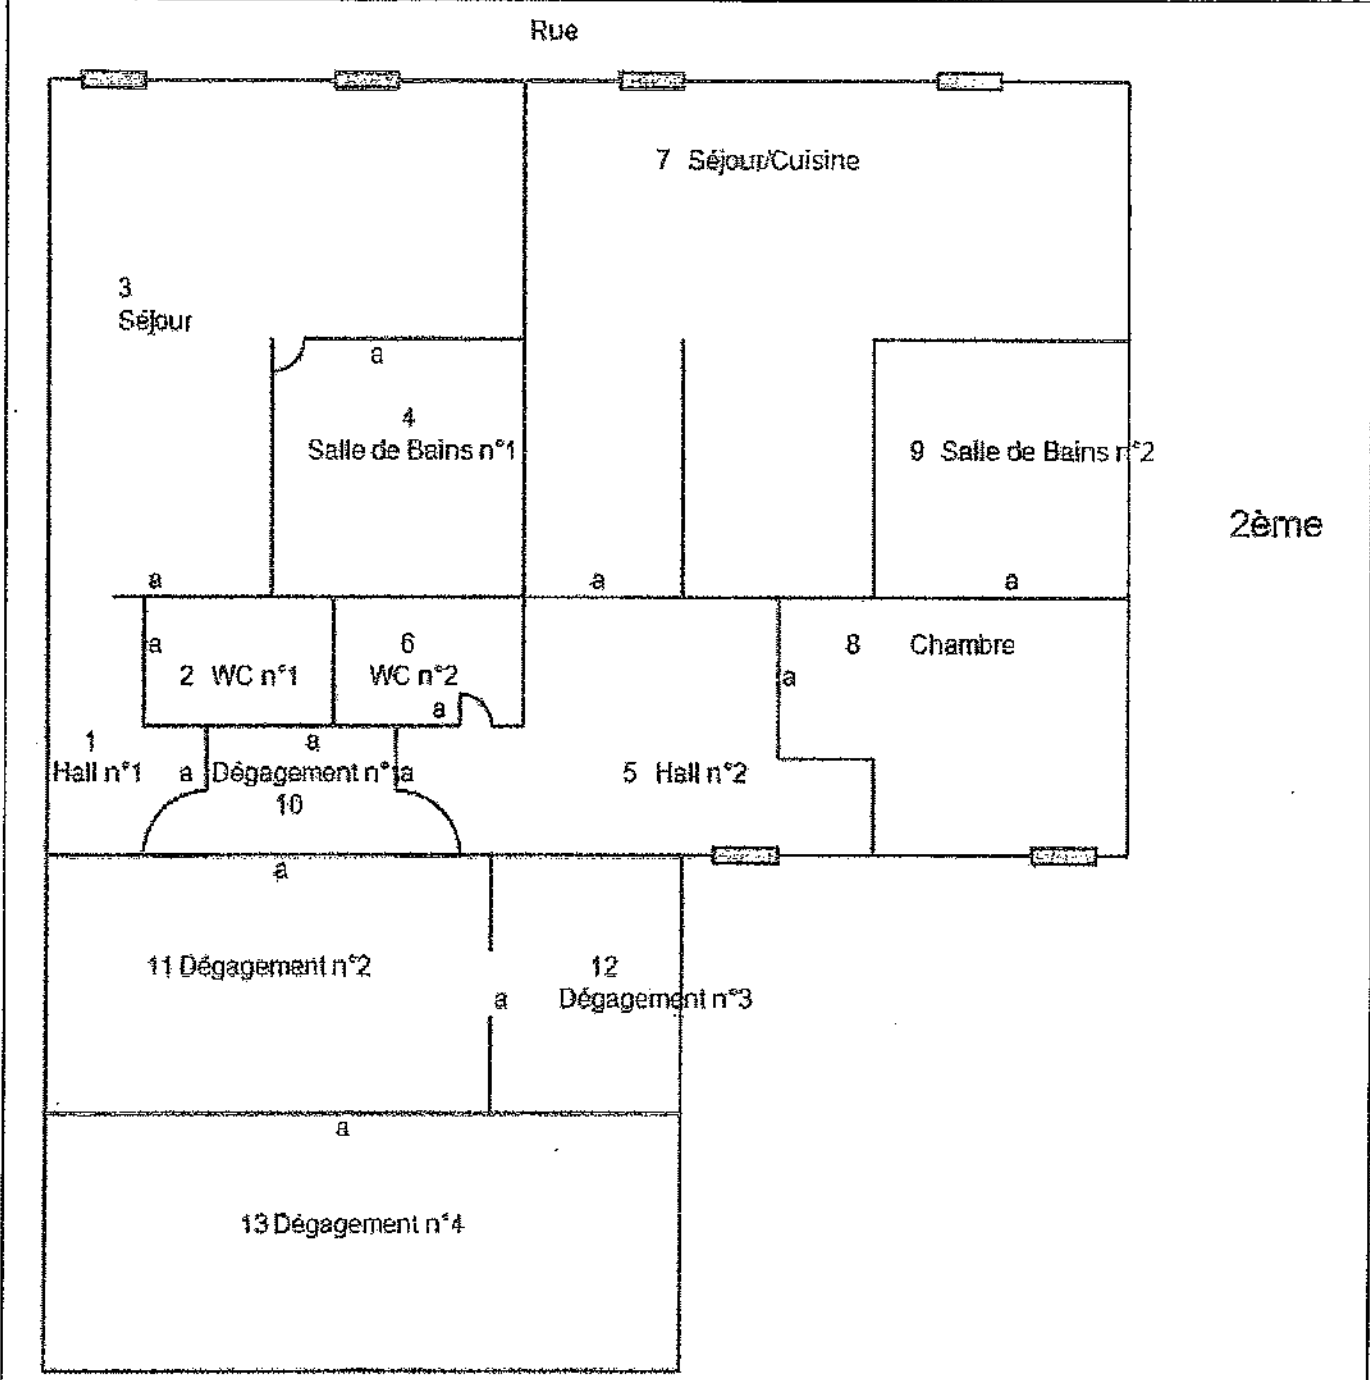 Rue
7 Séjour/Cuisine
3
Séjour
a
4
Salle de Bains n°1
9 Salle de Bains n°2
2ème
a
a
a
a
6
8 Chambre
2 WC n°1
WC n°2
a
a
1
a
Hall n°1
a
Dégagement n°1
a
5 Hall n°2
10
a
11 Dégagement n°2
12
a
Dégagement n°3
a
13 Dégagement n°4